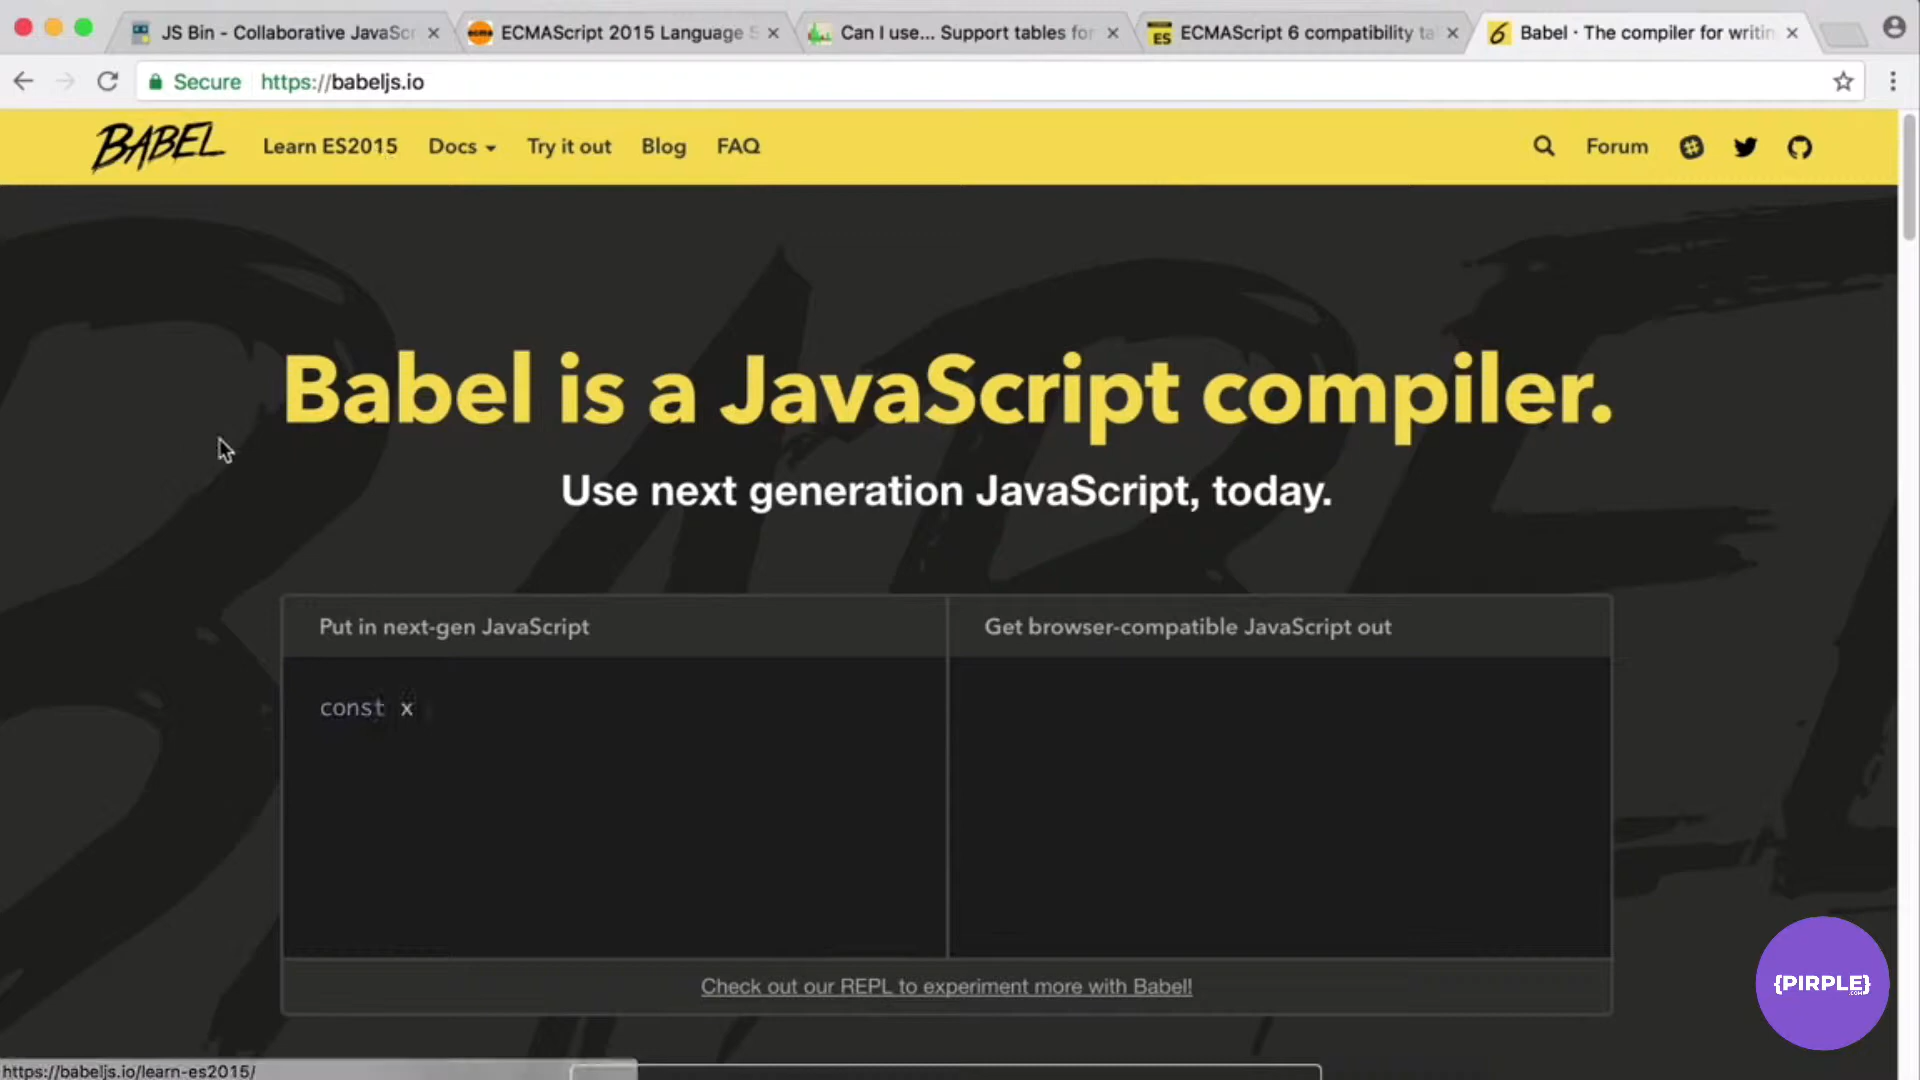 JS Bin - Collaborative JavaScr
ECMAScript 2015 Language S
Can I use... Support tables for
ECMAScript 6 compatibility ta
Babel · The compiler for writin
Secure https://babeljs.io
BABEL
Learn ES2015
Docs
Try it out
Blog
FAQ
Forum
Babel is a JavaScript compiler.
Use next generation JavaScript, today.
Put in next-gen JavaScript
Get browser-compatible JavaScript out
const x
Check out our REPL to experiment more with Babel!
{PIRPLE}
.COM
https://babeljs.io/learn-es2015/